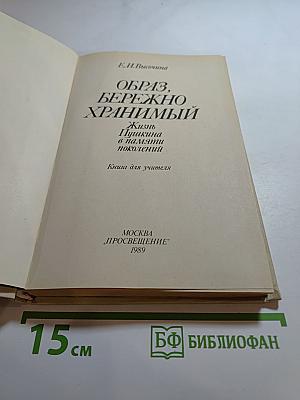 Е.И.Высочина
ОБРАЗ,
БЕРЕЖНО
ХРАНИМЫЙ
Жизнь
Пушкина
в памяти
поколений
Книга для учителя
МОСКВА
„ПРОСВЕЩЕНИЕ"
1989
15 см
БФ БИБЛИОФАН